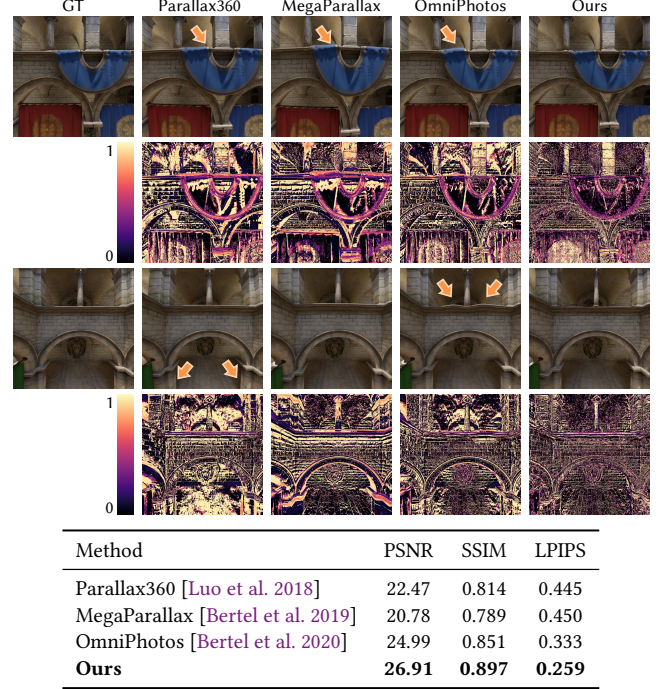 GT Parallax360 MegaParallax OmniPhotos Ours
1
0
1
0
Method PSNR SSIM LPIPS
Parallax360 [Luo et al. 2018] 22.47 0.814 0.445
MegaParallax [Bertel et al. 2019] 20.78 0.789 0.450
OmniPhotos [Bertel et al. 2020] 24.99 0.851 0.333
Ours 26.91 0.897 0.259